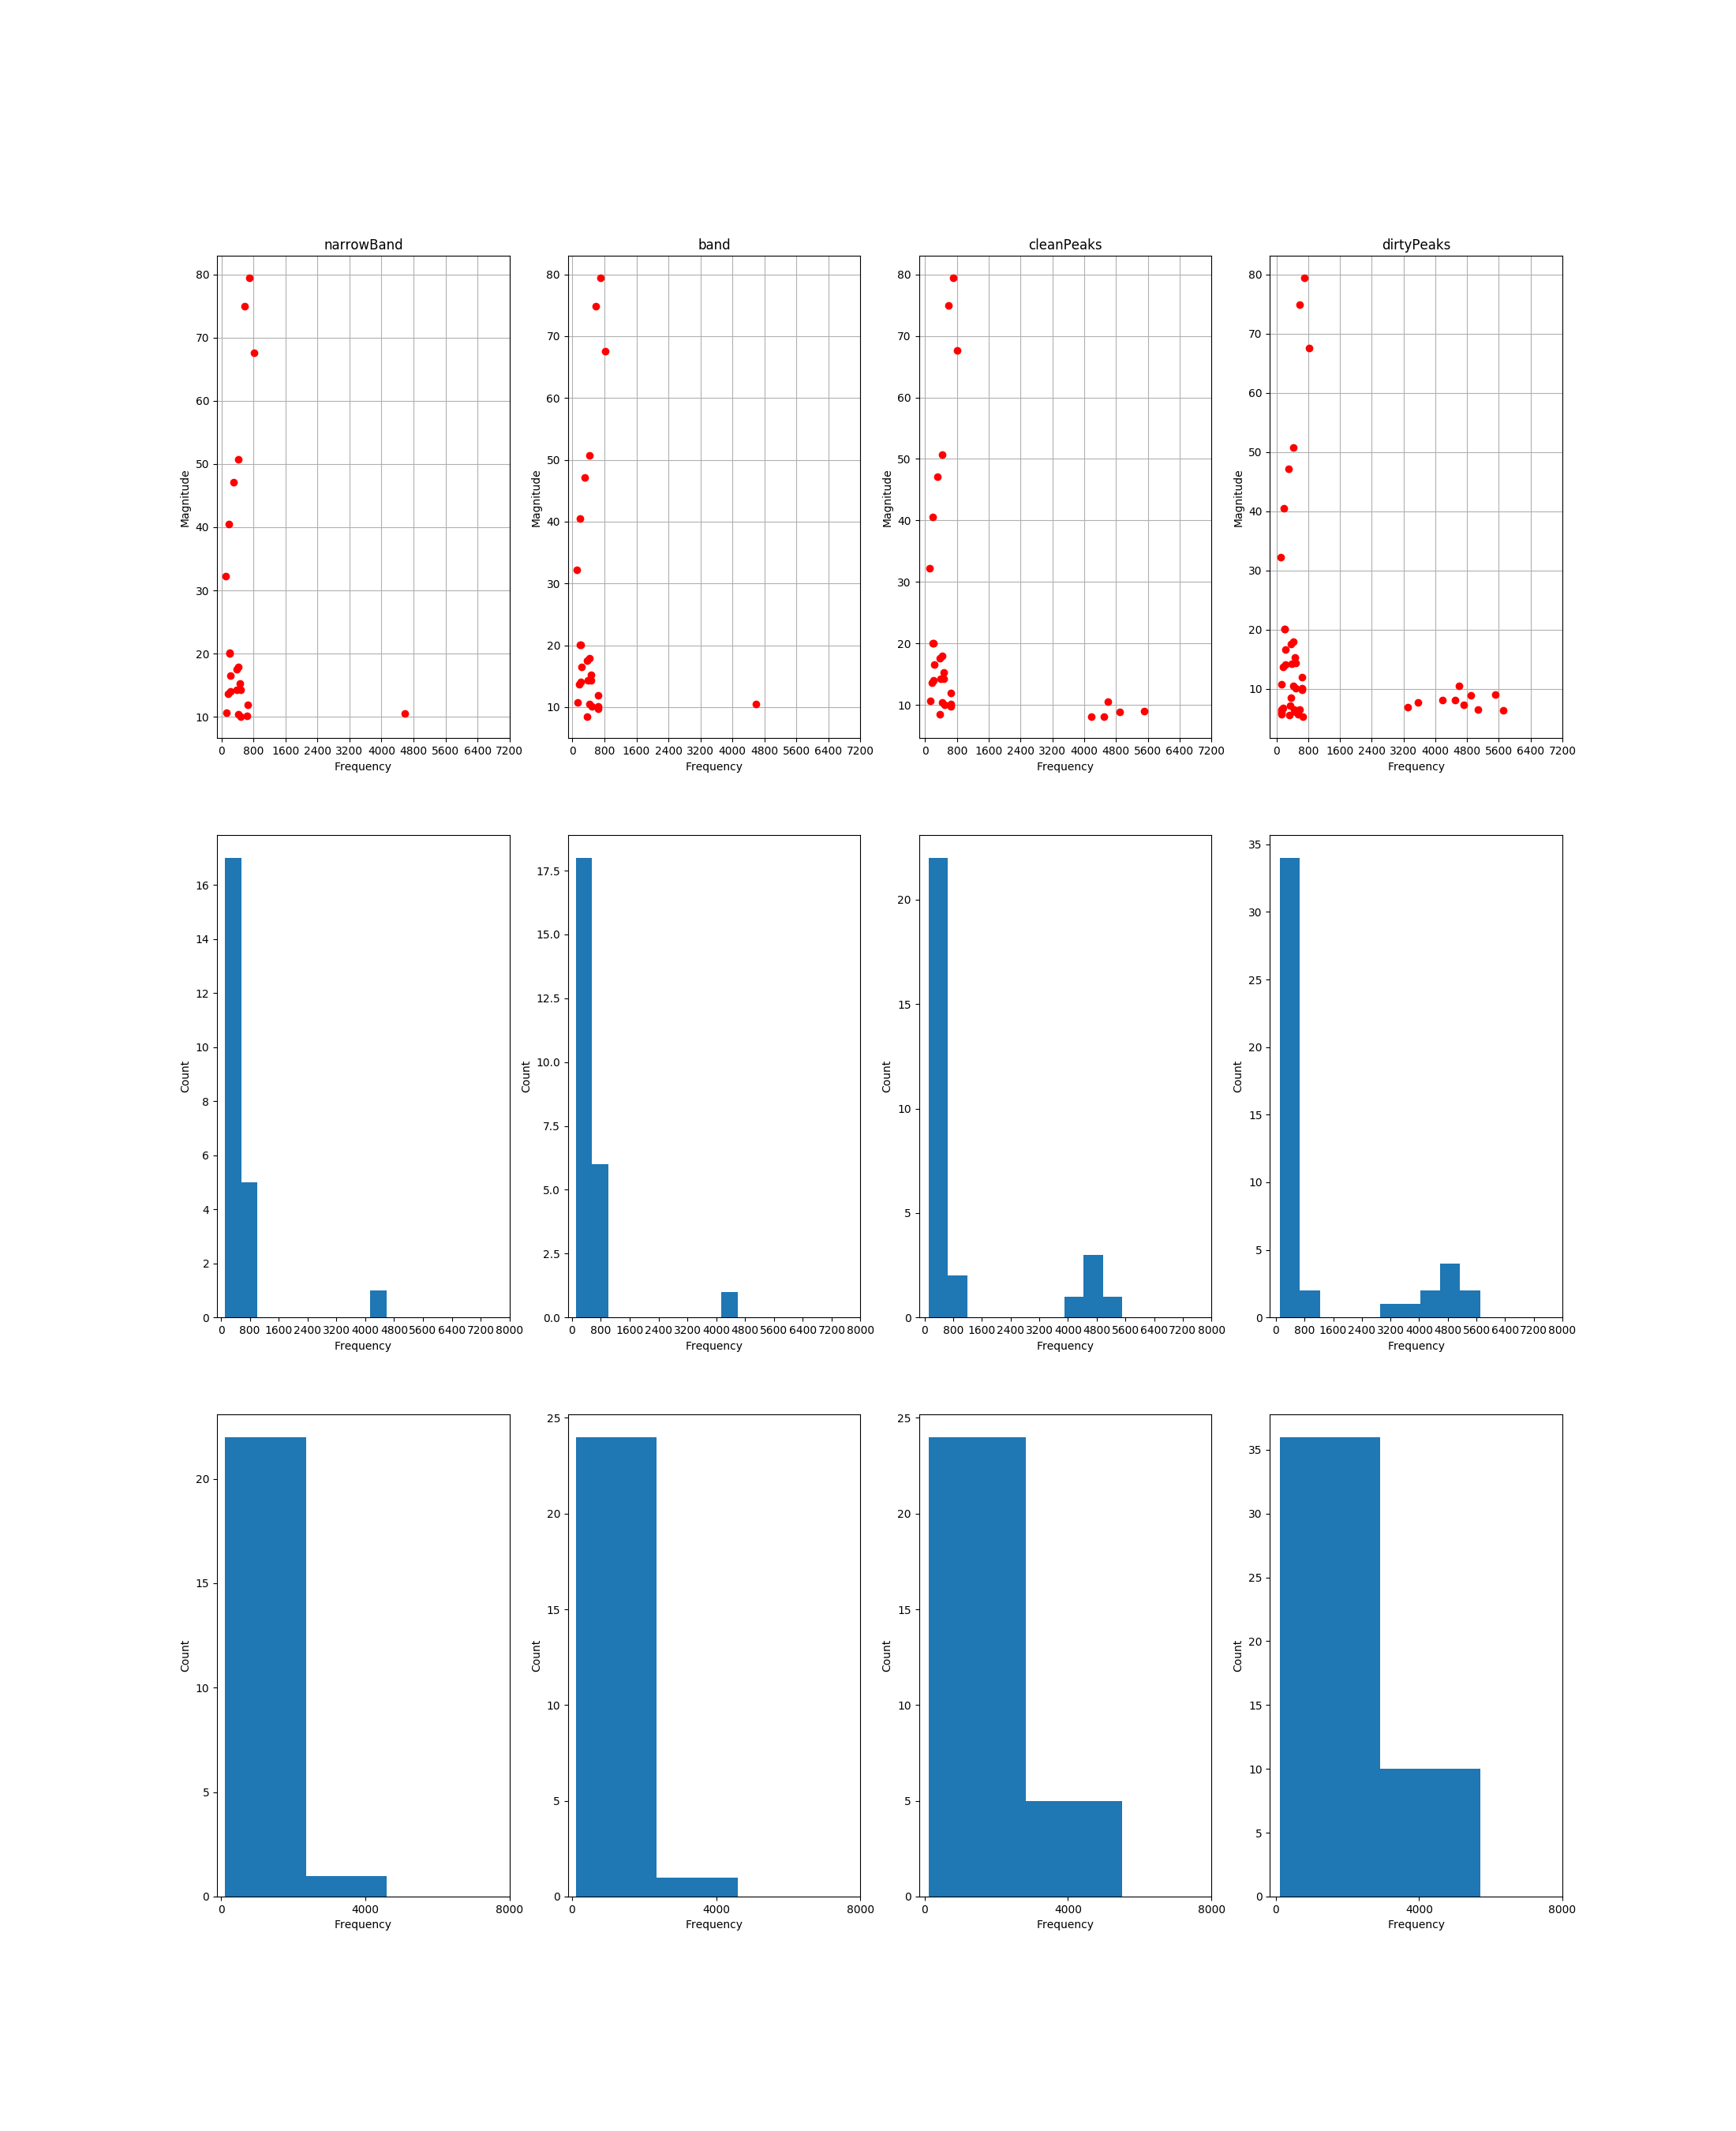 narrowBand band cleanPeaks dirtyPeaks
80 80 80 80
70 70 70 70
60 60 60 60
50 50 50 50
Magnitude Magnitude Magnitude Magnitude
40 40 40 40
30 30 30 30
20 20 20 20
10 10 10 10
0 800 1600 2400 3200 4000 4800 5600 6400 7200 0 800 1600 2400 3200 4000 4800 5600 6400 7200 0 800 1600 2400 3200 4000 4800 5600 6400 7200 0 800 1600 2400 3200 4000 4800 5600 6400 7200
Frequency Frequency Frequency Frequency
16 17.5 20 35
14 15.0 15 30
12 12.5 10 25
10 10.0 5 20
Count Count Count Count
8 7.5 0 15
6 5.0 10
4 2.5 5
2 0.0 0
0
0 800 1600 2400 3200 4000 4800 5600 6400 7200 8000 0 800 1600 2400 3200 4000 4800 5600 6400 7200 8000 0 800 1600 2400 3200 4000 4800 5600 6400 7200 8000 0 800 1600 2400 3200 4000 4800 5600 6400 7200 8000
Frequency Frequency Frequency Frequency
20 25 25 35
15 20 20 30
10 15 15 25
Count Count Count Count
5 10 10 20
0 5 5 15
0 0 10
5
0
0 4000 8000 0 4000 8000 0 4000 8000 0 4000 8000
Frequency Frequency Frequency Frequency